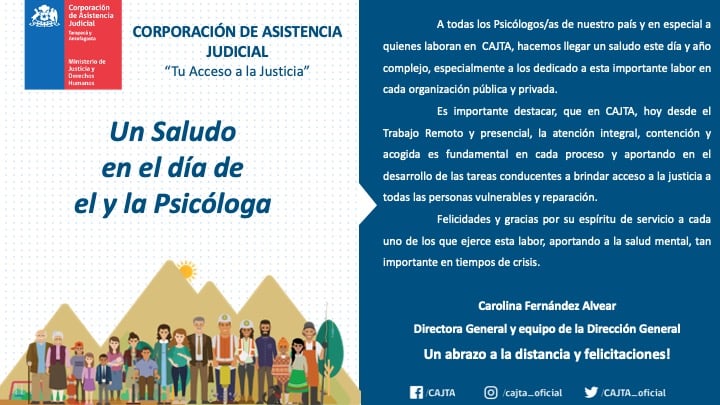 Corporación
de Asistencia
Judicial
Tarapacá y
Antofagasta
Ministerio de
Justicia y
Derechos
Humanos
CORPORACIÓN DE ASISTENCIA
JUDICIAL
“Tu Acceso a la Justicia”
Un Saludo
en el día de
el y la Psicóloga
A todas los Psicólogos/as de nuestro país y en especial a
quienes laboran en CAJTA, hacemos llegar un saludo este día y año
complejo, especialmente a los dedicado a esta importante labor en
cada organización pública y privada.
Es importante destacar, que en CAJTA, hoy desde el
Trabajo Remoto y presencial, la atención integral, contención y
acogida es fundamental en cada proceso y aportando en el
desarrollo de las tareas conducentes a brindar acceso a la justicia a
todas las personas vulnerables y reparación.
Felicidades y gracias por su espíritu de servicio a cada
uno de los que ejerce esta labor, aportando a la salud mental, tan
importante en tiempos de crisis.
Carolina Fernández Alvear
Directora General y equipo de la Dirección General
Un abrazo a la distancia y felicitaciones!
/CAJTA /cajta_oficial /CAJTA_oficial